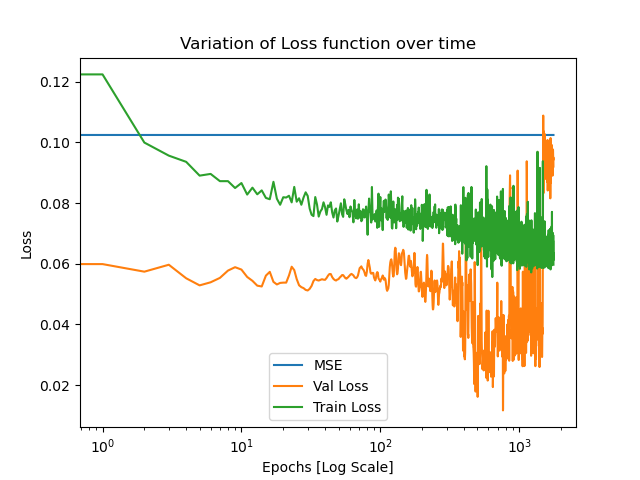 Variation of Loss function over time
0.12
0.10
0.08
0.06
0.04
0.02
Loss
MSE
Val Loss
Train Loss
10⁰
10¹
10²
10³
Epochs [Log Scale]